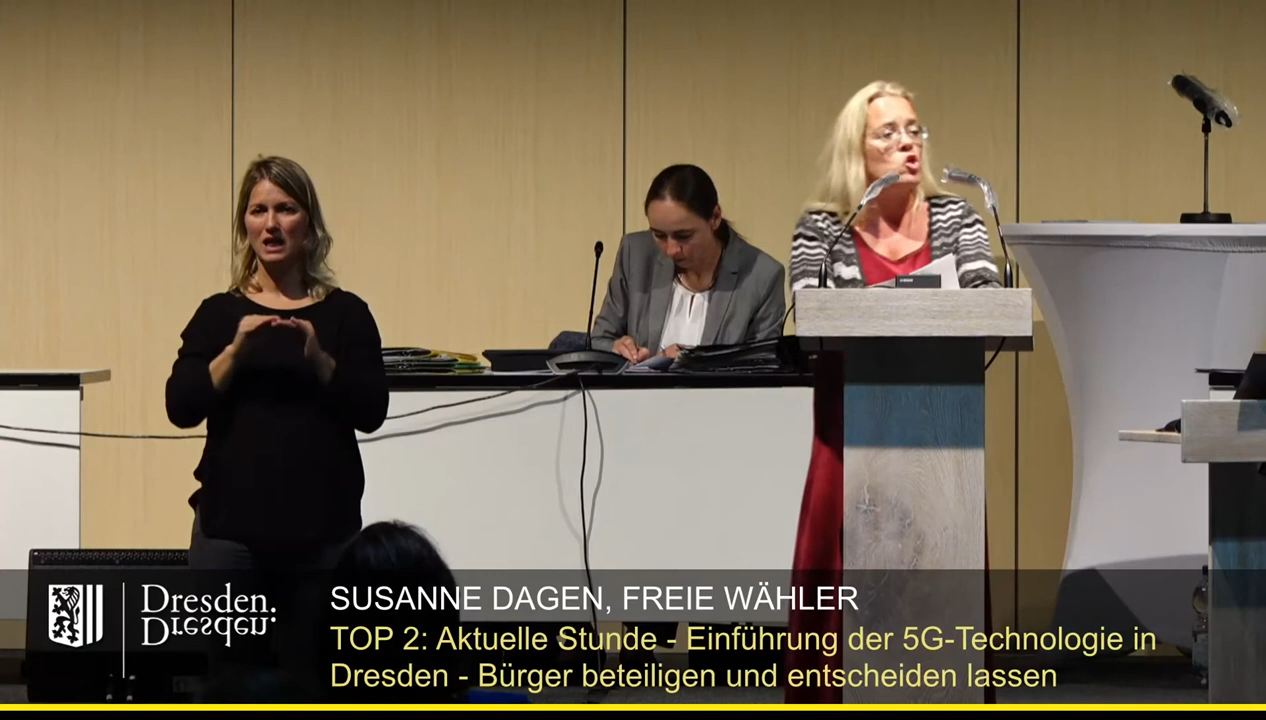 Dresden.
Dresden.
SUSANNE DAGEN, FREIE WÄHLER
TOP 2: Aktuelle Stunde - Einführung der 5G-Technologie in
Dresden - Bürger beteiligen und entscheiden lassen